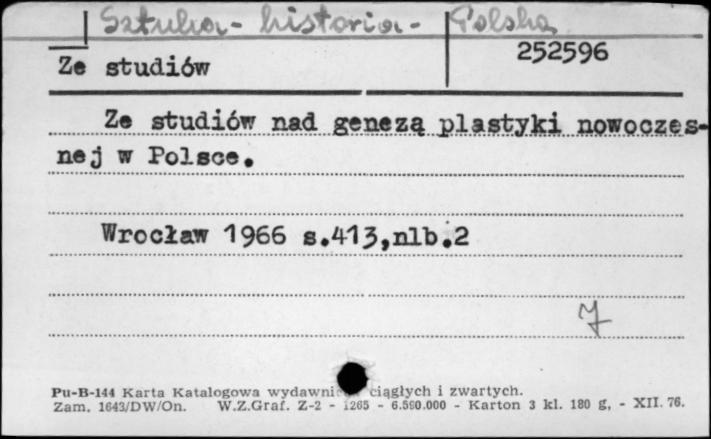 Sztuka - historia - Polska
252596
Ze studiów
Ze studiów nad genezą plastyki nowoczes-
nej w Polsce.
Wrocław 1966 s.413,nlb.2
Pu-B-144 Karta Katalogowa ciągłych i zwartych.
Zam. 1643/DW/On. W.Z.Graf. Z-2 - 1265 - 6.590.000 - Karton 3 kl. 180 g, - XII. 76.